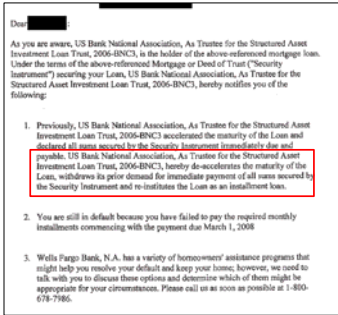 Dear
As you are aware, US Bank National Association, As Trustee for the Structured Asset
Investment Loan Trust, 2006-BNC3, is the holder of the above-referenced mortgage loan.
Under the terms of the above-referenced Mortgage or Deed of Trust ("Security
Instrument") securing your Loan, US Bank National Association, As Trustee for the
Structured Asset Investment Loan Trust, 2006-BNC3, hereby notifies you of the
following:
1. Previously, US Bank National Association, As Trustee for the Structured Asset
Investment Loan Trust, 2006-BNC3 accelerated the maturity of the Loan and
declared all sums secured by the Security Instrument immediately due and
payable. US Bank National Association, As Trustee for the Structured Asset
Investment Loan Trust, 2006-BNC3, hereby de-accelerates the maturity of the
Loan, withdraws its prior demand for immediate payment of all sums secured by
the Security Instrument and re-institutes the Loan as an installment loan.
2. You are still in default because you have failed to pay the required monthly
installments commencing with the payment due March 1, 2008
3. Wells Fargo Bank, N.A. has a variety of homeowners' assistance programs that
might help you resolve your default and keep your home; however, we need to
talk with you to discuss these options and determine which of them might be
appropriate for your circumstances. Please call us as soon as possible at 1-800-
678-7986.